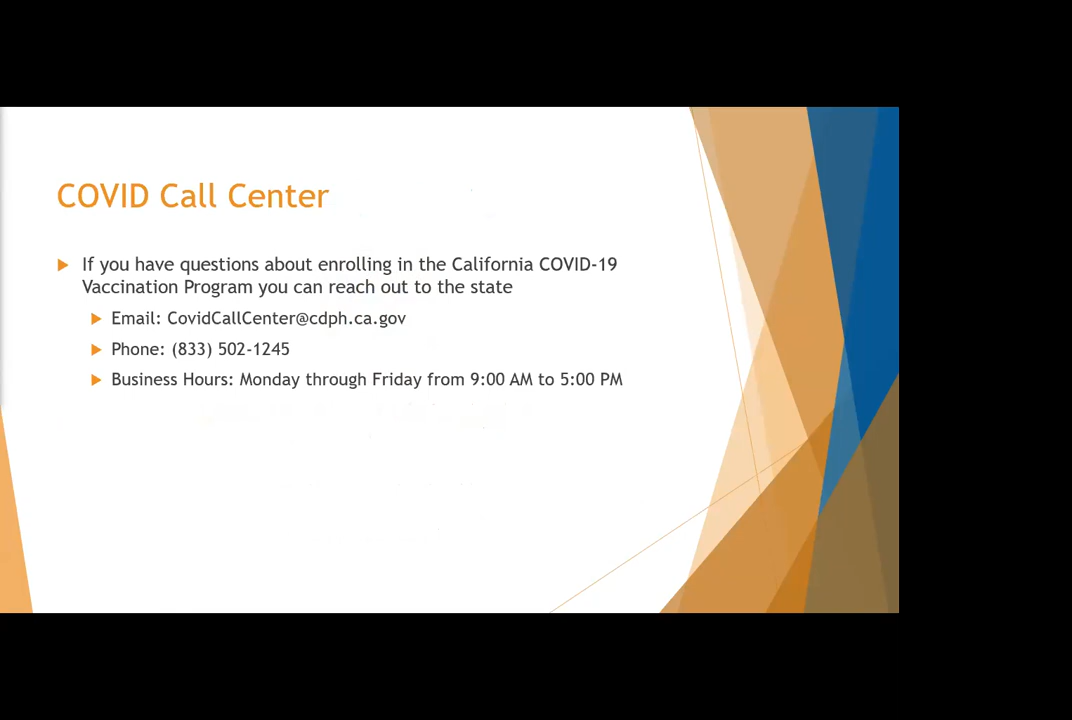 COVID Call Center
If you have questions about enrolling in the California COVID-19
Vaccination Program you can reach out to the state
Email: CovidCallCenter@cdph.ca.gov
Phone: (833) 502-1245
Business Hours: Monday through Friday from 9:00 AM to 5:00 PM